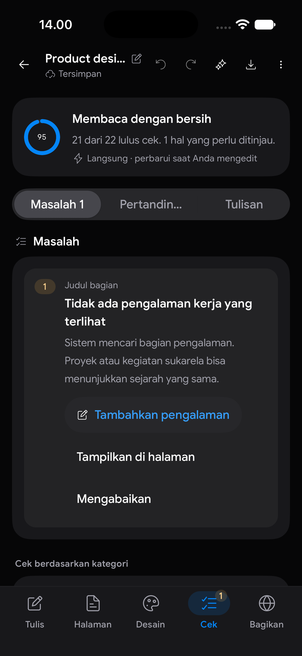 14.00
Product desi...
Tersimpan
95
Membaca dengan bersih
21 dari 22 lulus cek. 1 hal yang perlu ditinjau.
Langsung · perbarui saat Anda mengedit
Masalah 1
Pertandin...
Tulisan
Masalah
1
Judul bagian
Tidak ada pengalaman kerja yang
terlihat
Sistem mencari bagian pengalaman.
Proyek atau kegiatan sukarela bisa
menunjukkan sejarah yang sama.
Tambahkan pengalaman
Tampilkan di halaman
Mengabaikan
Cek berdasarkan kategori
Tulis
Halaman
Desain
1
Cek
Bagikan